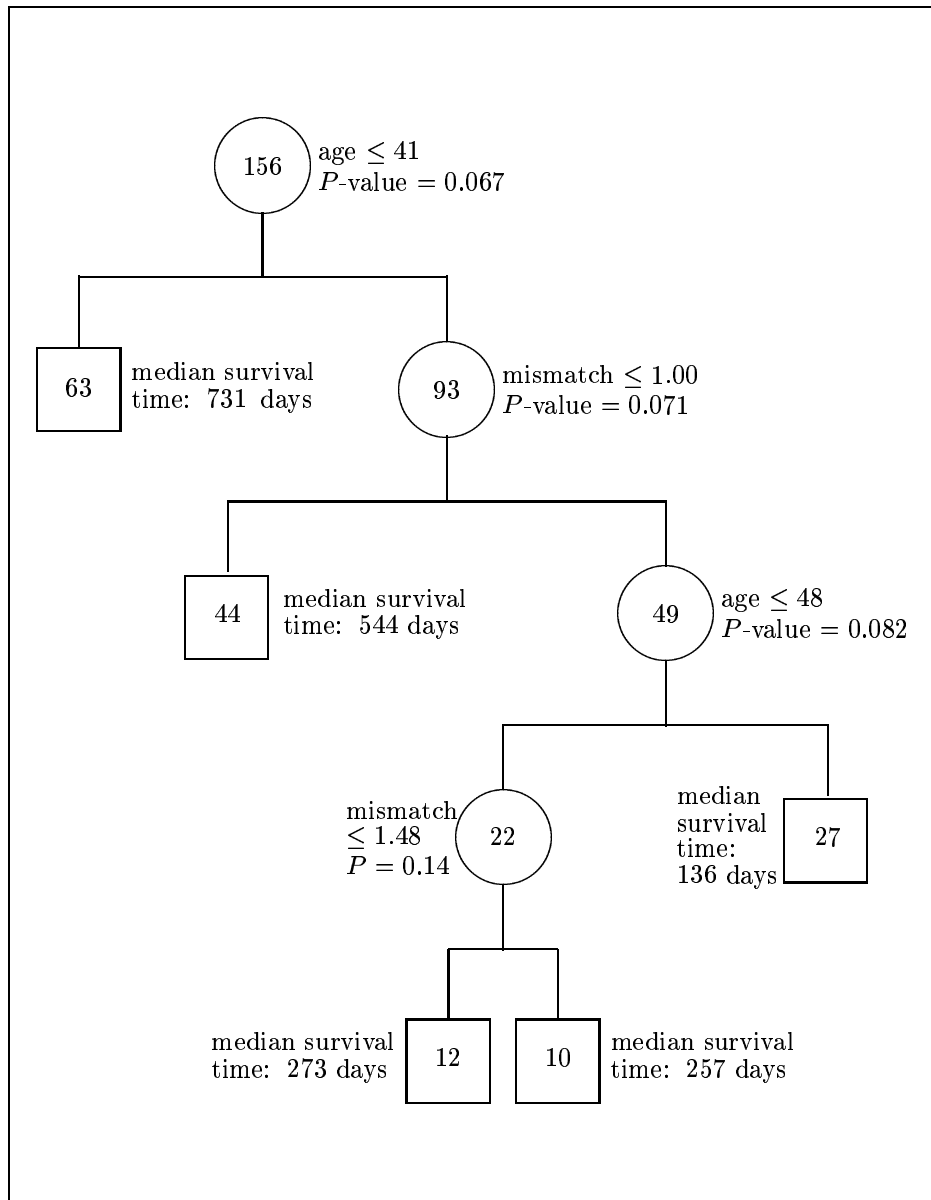 156
age ≤ 41
P-value = 0.067
63
median survival
time: 731 days
93
mismatch ≤ 1.00
P-value = 0.071
44
median survival
time: 544 days
49
age ≤ 48
P-value = 0.082
mismatch
≤ 1.48
P = 0.14
22
median
survival
time:
136 days
27
median survival
time: 273 days
12
10
median survival
time: 257 days